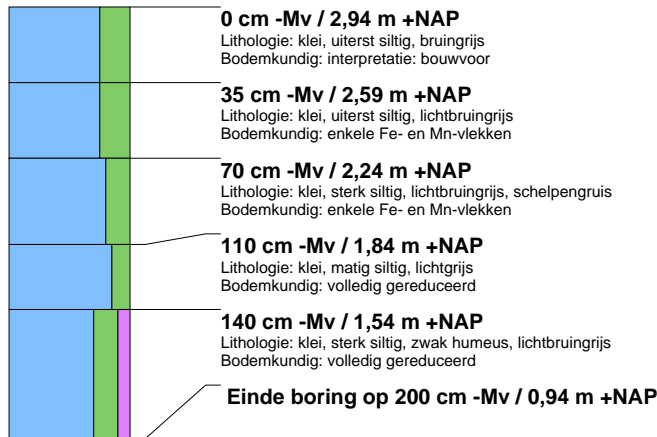 0 cm -Mv / 2,94 m +NAP
Lithologie: klei, uiterst siltig, bruingrijs
Bodemkundig: interpretatie: bouwvoor
35 cm -Mv / 2,59 m +NAP
Lithologie: klei, uiterst siltig, lichtbruingrijs
Bodemkundig: enkele Fe- en Mn-vlekken
70 cm -Mv / 2,24 m +NAP
Lithologie: klei, sterk siltig, lichtbruingrijs, schelpengruis
Bodemkundig: enkele Fe- en Mn-vlekken
110 cm -Mv / 1,84 m +NAP
Lithologie: klei, matig siltig, lichtgrijs
Bodemkundig: volledig gereduceerd
140 cm -Mv / 1,54 m +NAP
Lithologie: klei, sterk siltig, zwak humeus, lichtbruingrijs
Bodemkundig: volledig gereduceerd
Einde boring op 200 cm -Mv / 0,94 m +NAP